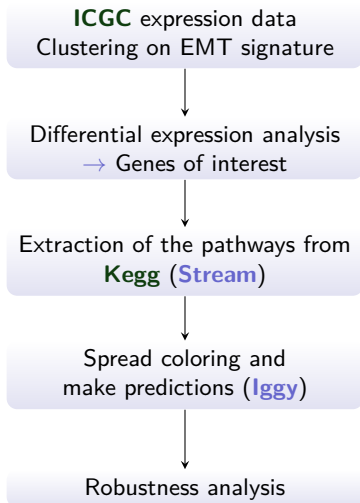 ICGC expression data
Clustering on EMT signature
Differential expression analysis
→ Genes of interest
Extraction of the pathways from
Kegg (Stream)
Spread coloring and
make predictions (Iggy)
Robustness analysis